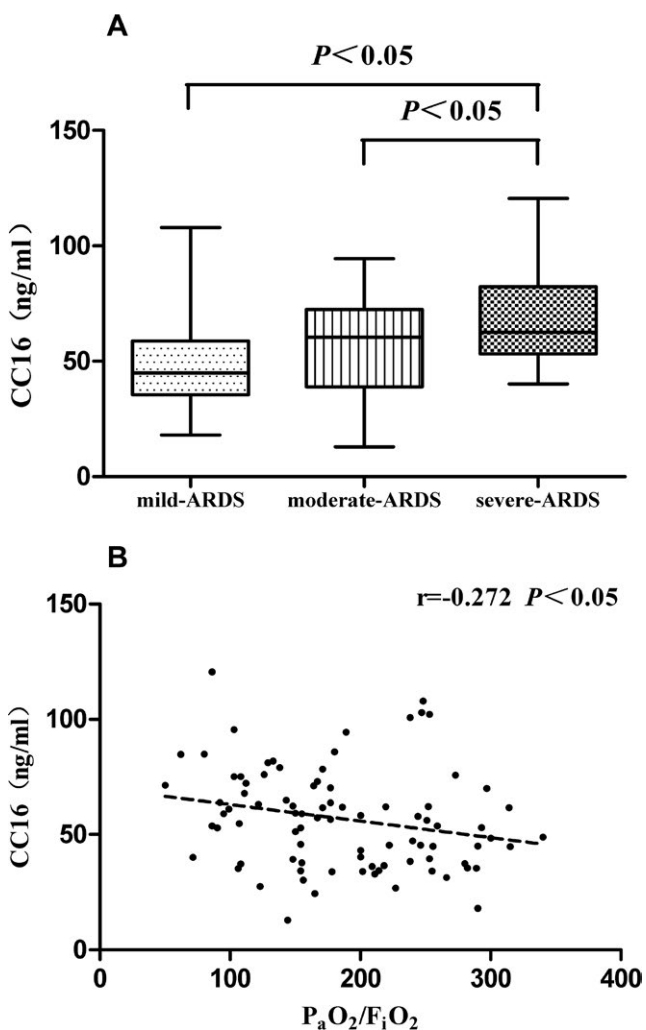 A
P＜0.05
P＜0.05
150
100
50
0
CC16（ng/ml）
mild-ARDS moderate-ARDS severe-ARDS
B
r=-0.272 P＜0.05
150
100
50
0
CC16（ng/ml）
0 100 200 300 400
PaO2/FiO2